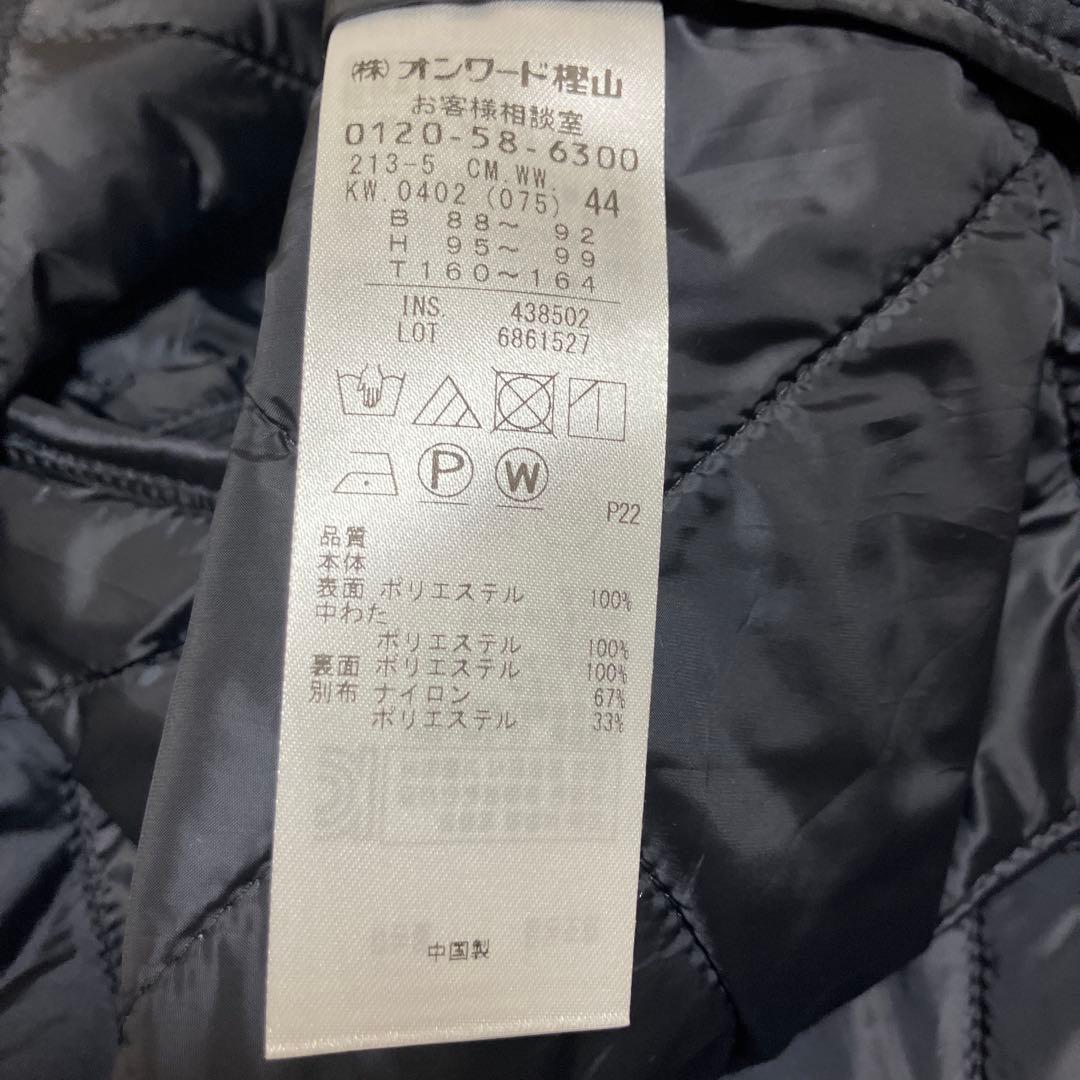 (株)オンワード樫山
お客様相談室
0120-58-6300
213-5 CM.WW.
KW.0402 (075) 44
B 88～ 92
H 95～ 99
T160～164
INS. 438502
LOT 6861527
P
W
P22
品質
本体
表面 ポリエステル 100%
中わた
ポリエステル 100%
裏面 ポリエステル 100%
別布 ナイロン 67%
ポリエステル 33%
中国製